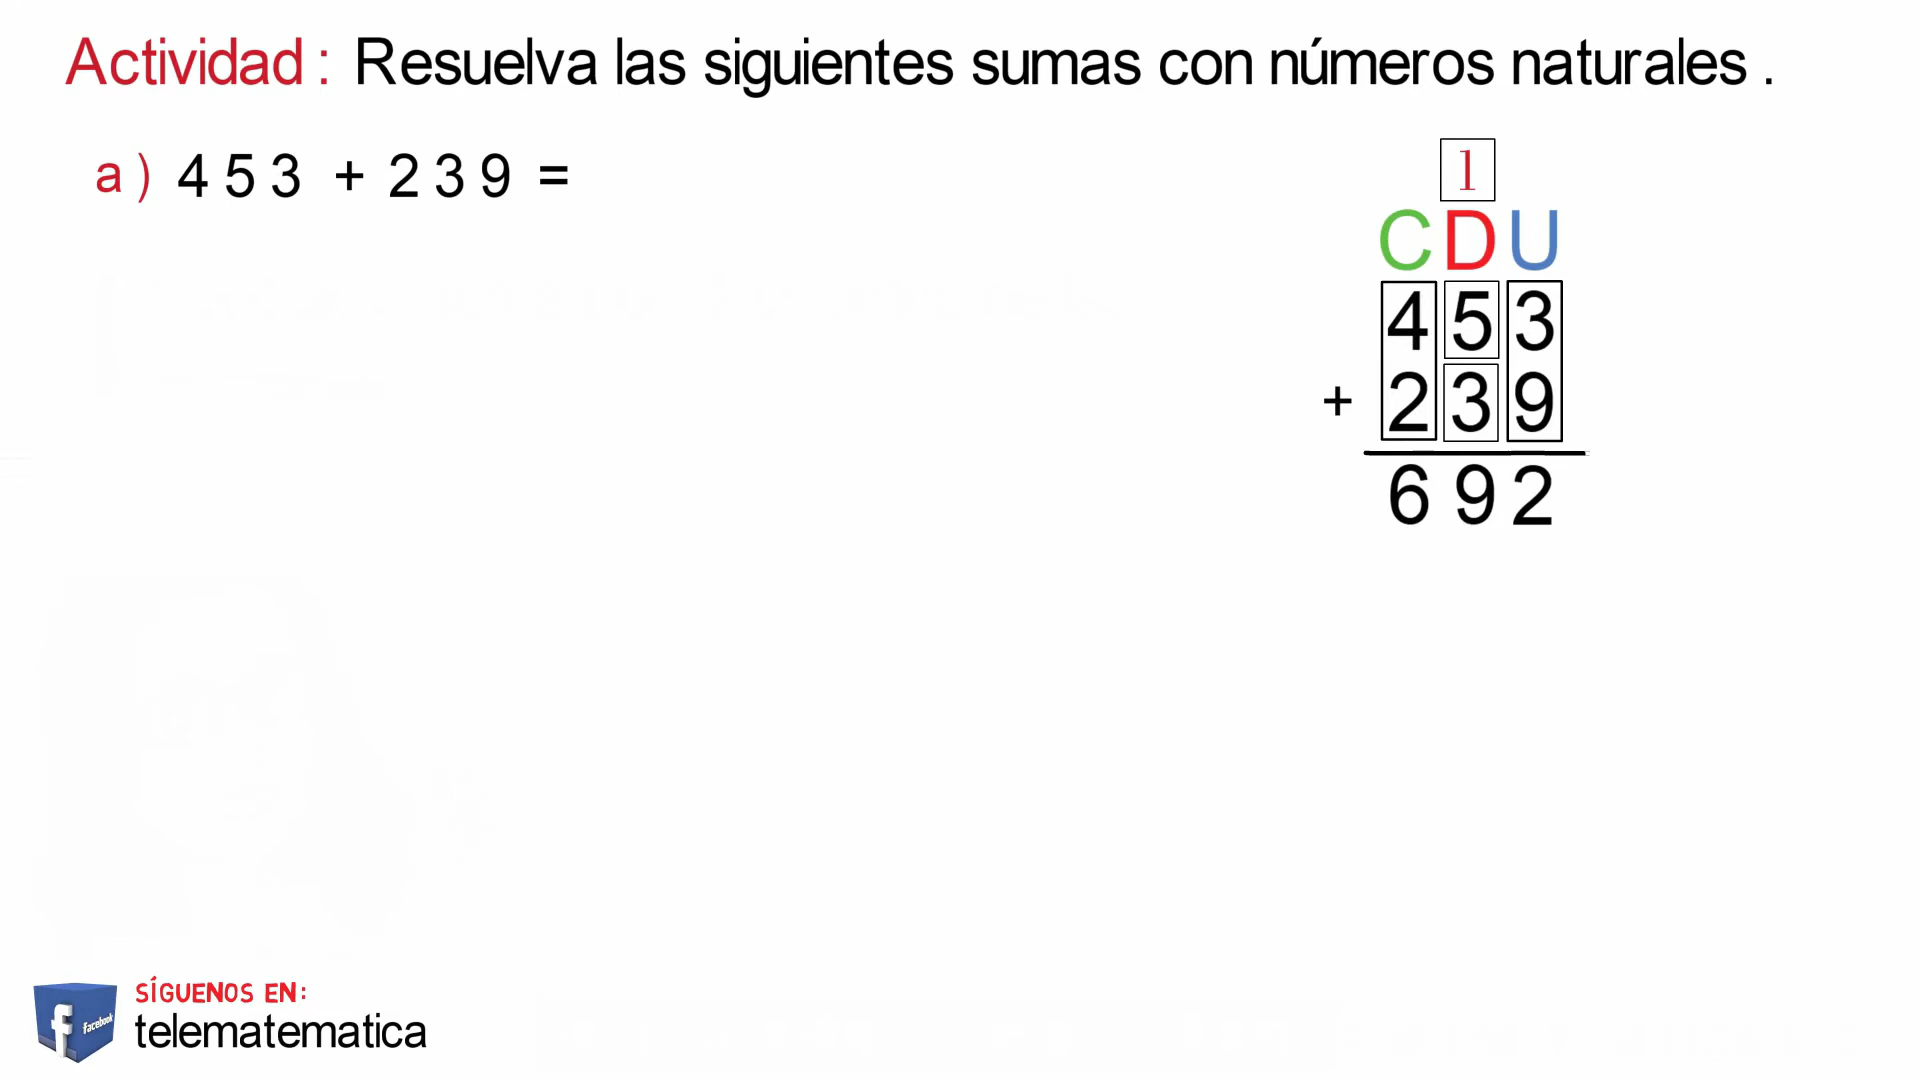 Actividad : Resuelva las siguientes sumas con números naturales .
a ) 4 5 3 + 2 3 9 =
1
C D U
4 5 3
+ 2 3 9
6 9 2
SÍGUENOS EN:
facebook
telematematica